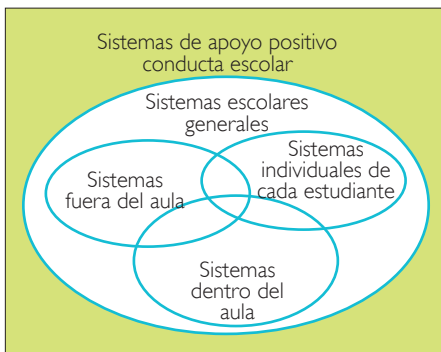 Sistemas de apoyo positivo
conducta escolar
Sistemas escolares
generales
Sistemas
fuera del aula
Sistemas
individuales de
cada estudiante
Sistemas
dentro del
aula